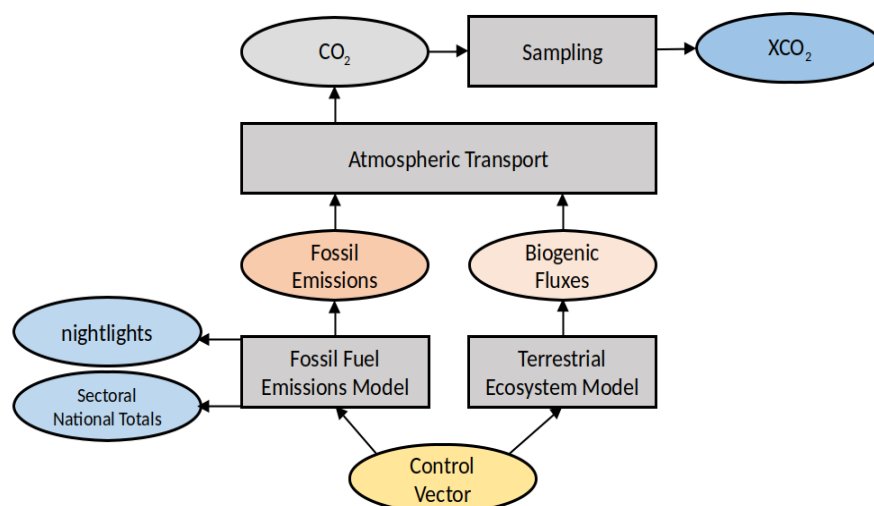 CO₂
Sampling
XCO₂
Atmospheric Transport
Fossil
Emissions
Biogenic
Fluxes
nightlights
Sectoral
National Totals
Fossil Fuel
Emissions Model
Terrestrial
Ecosystem Model
Control
Vector